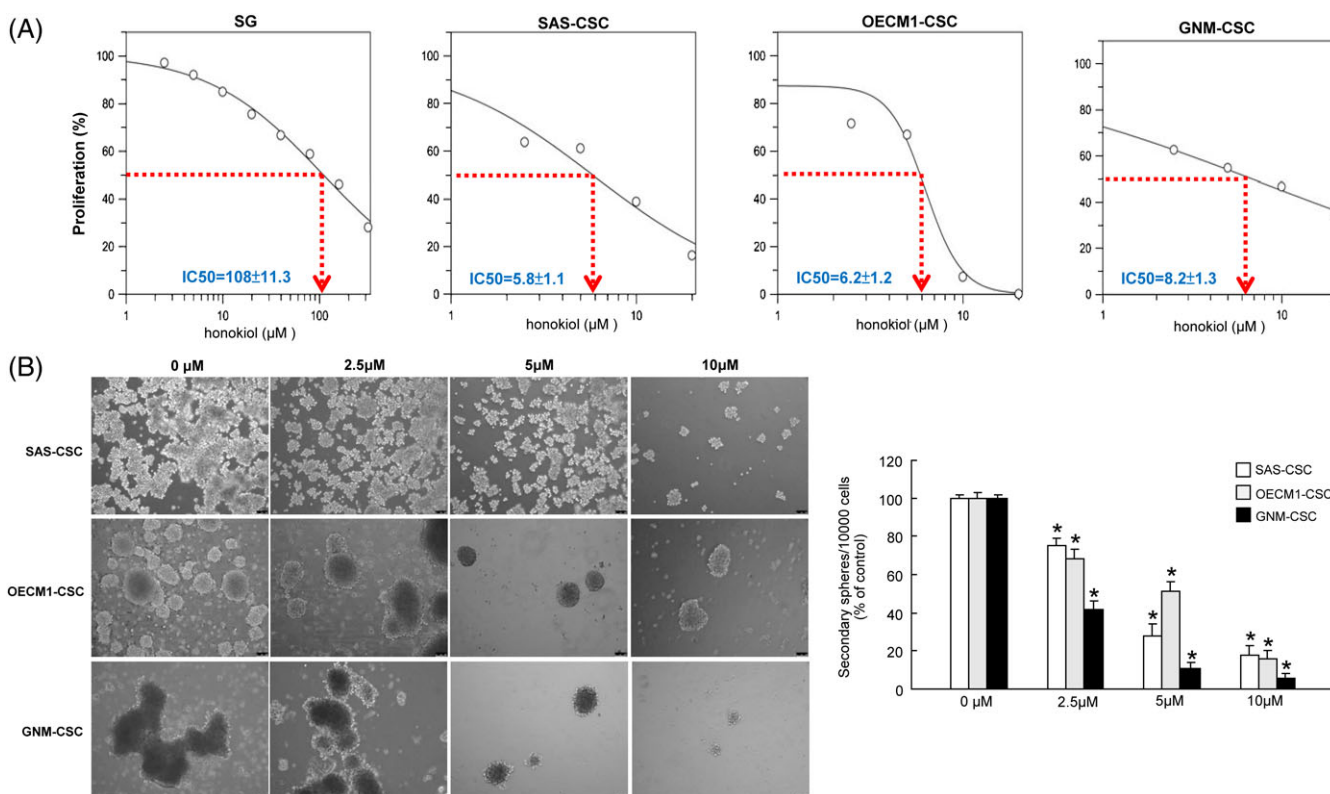 (A)
SG
SAS-CSC
OECM1-CSC
GNM-CSC
Proliferation (%)
100
80
60
40
20
0
IC50=108±11.3
1
10
100
honokiol (μM )
100
80
60
40
20
0
IC50=5.8±1.1
1
10
honokiol (μM )
100
80
60
40
20
0
IC50=6.2±1.2
1
10
honokiol (μM )
100
80
60
40
20
0
IC50=8.2±1.3
1
10
honokiol (μM )
(B)
0 μM
2.5μM
5μM
10μM
SAS-CSC
OECM1-CSC
GNM-CSC
Secondary spheres/10000 cells
(% of control)
120
100
80
60
40
20
0
SAS-CSC
OECM1-CSC
GNM-CSC
* * *
* * *
* * *
0 μM
2.5μM
5μM
10μM